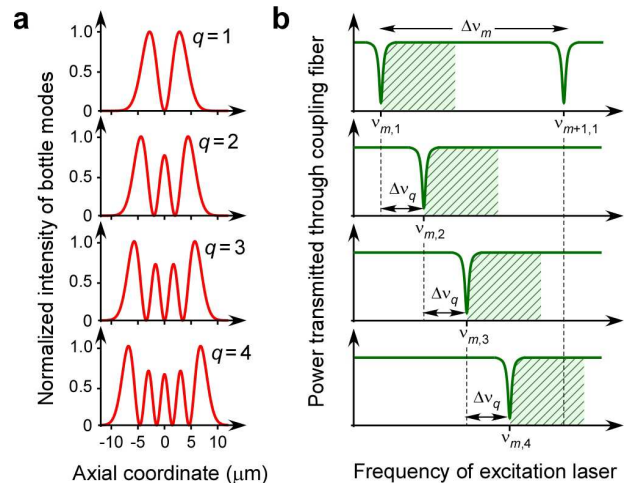 a
Normalized intensity of bottle modes
1.0
0.5
0
q=1
1.0
0.5
0
q=2
1.0
0.5
0
q=3
1.0
0.5
0
q=4
-10 -5 0 5 10
Axial coordinate (μm)
b
Power transmitted through coupling fiber
Δνm
νm,1
νm+1,1
Δνq
νm,2
Δνq
νm,3
Δνq
νm,4
Frequency of excitation laser